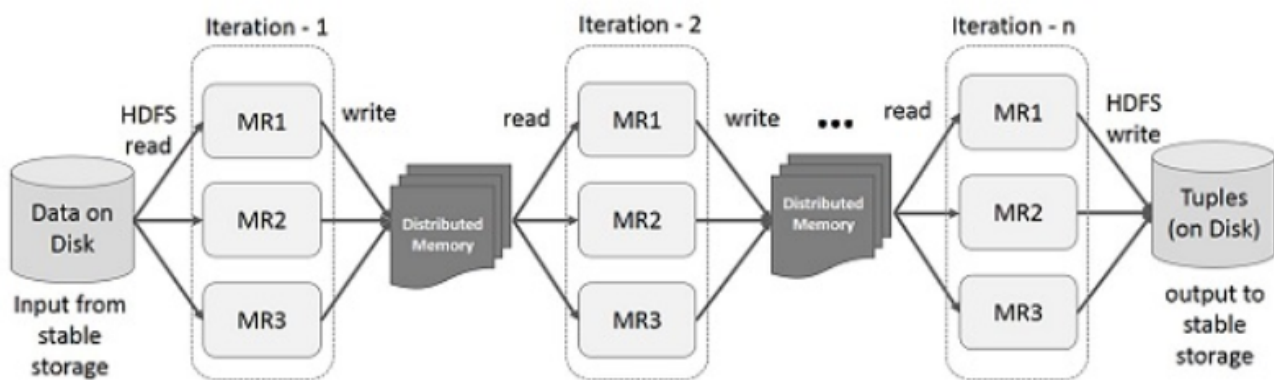 Iteration - 1
Iteration - 2
Iteration - n
HDFS
read
MR1
MR2
MR3
write
read
MR1
MR2
MR3
write
...
read
MR1
MR2
MR3
HDFS
write
Data on
Disk
Distributed
Memory
Distributed
Memory
Tuples
(on Disk)
Input from
stable
storage
output to
stable
storage